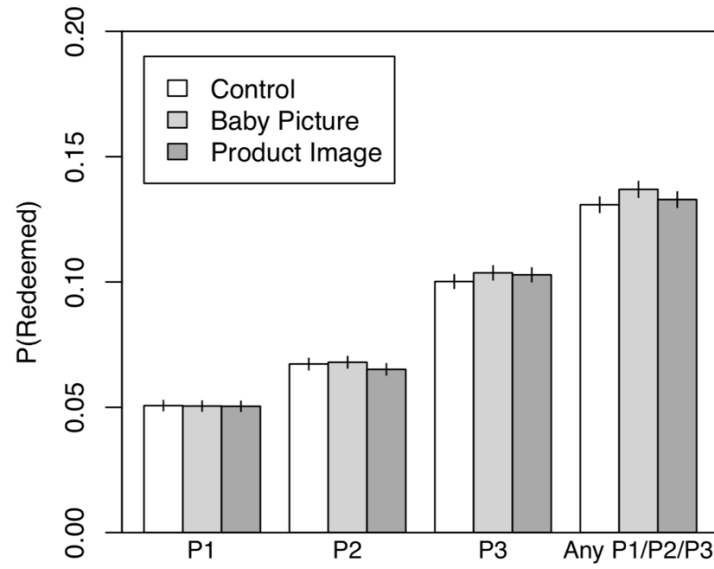 P(Redeemed)
0.20
0.15
0.10
0.05
0.00
Control
Baby Picture
Product Image
P1
P2
P3
Any P1/P2/P3